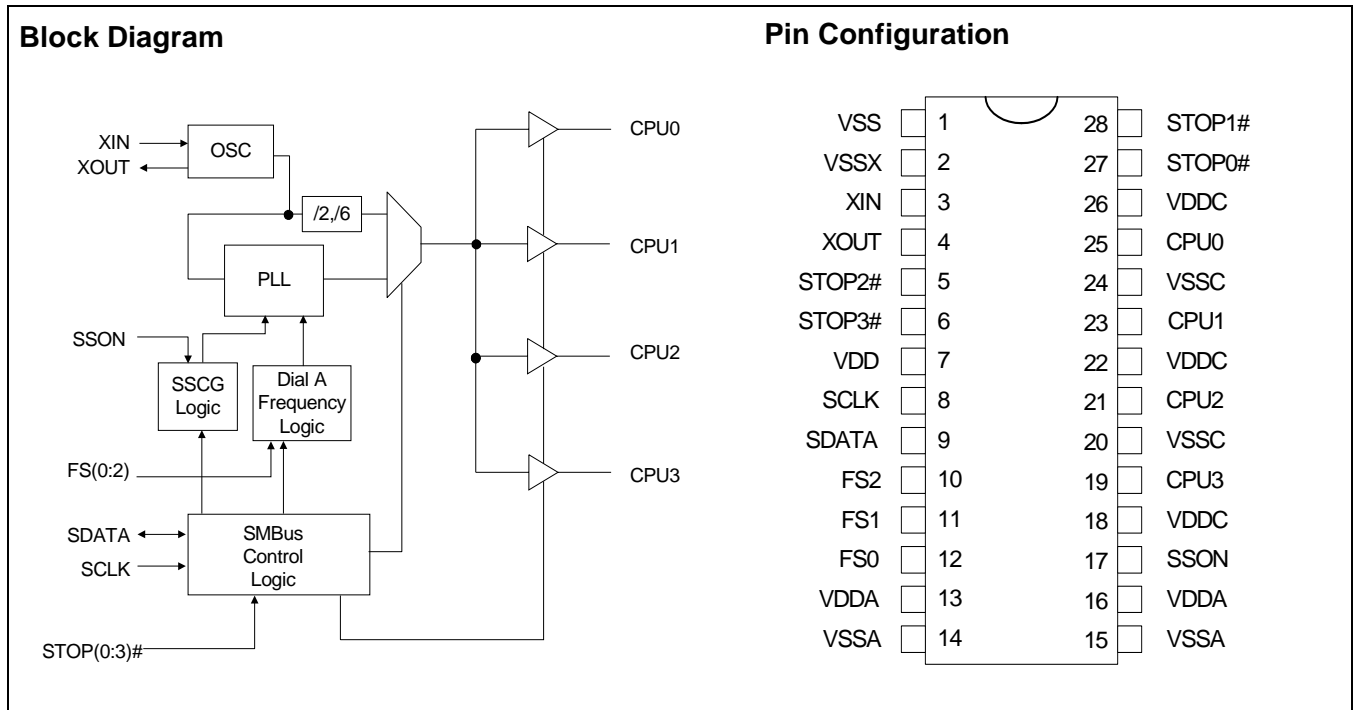 Block Diagram
XIN
XOUT
OSC
/2,/6
PLL
SSON
SSCG
Logic
Dial A
Frequency
Logic
FS(0:2)
SDATA
SCLK
SMBus
Control
Logic
STOP(0:3)#
CPU0
CPU1
CPU2
CPU3
Pin Configuration
VSS 1 28 STOP1#
VSSX 2 27 STOP0#
XIN 3 26 VDDC
XOUT 4 25 CPU0
STOP2# 5 24 VSSC
STOP3# 6 23 CPU1
VDD 7 22 VDDC
SCLK 8 21 CPU2
SDATA 9 20 VSSC
FS2 10 19 CPU3
FS1 11 18 VDDC
FS0 12 17 SSON
VDDA 13 16 VDDA
VSSA 14 15 VSSA